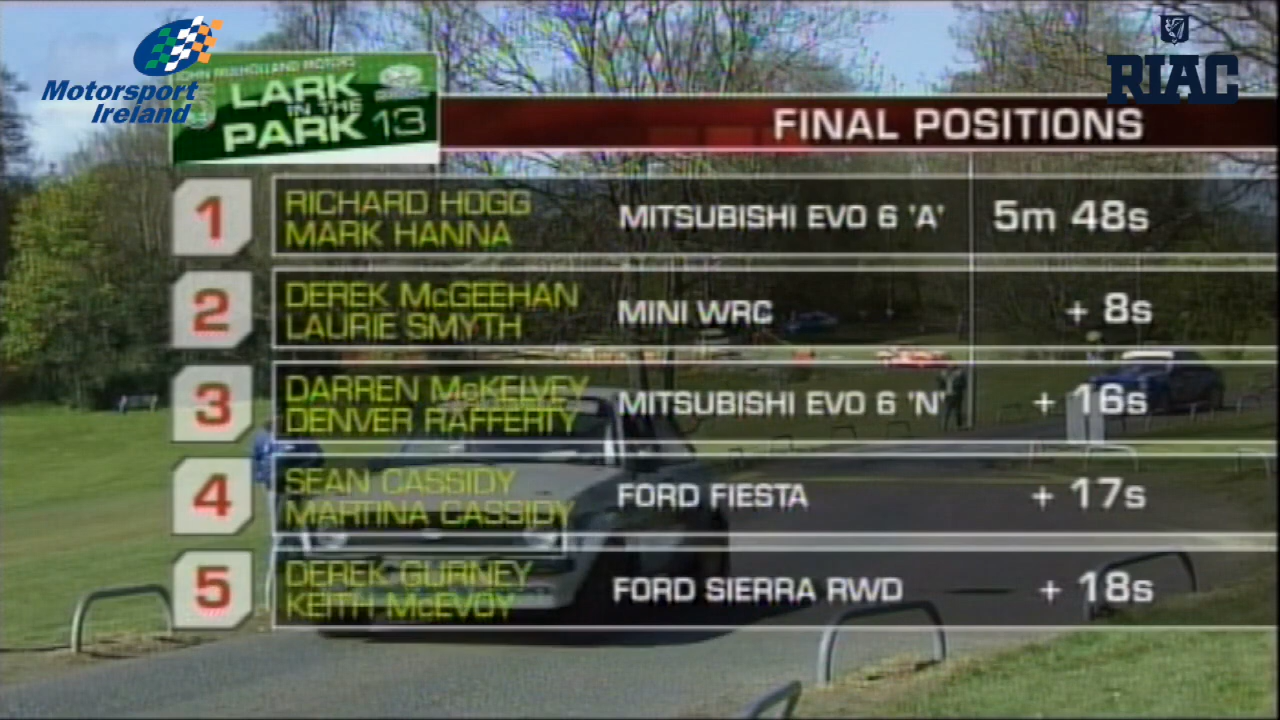 Motorsport
Ireland
RIAC
JOHN MULHOLLAND MOTORS
LARK
IN THE
PARK 13
FINAL POSITIONS
1
RICHARD HOGG
MARK HANNA
MITSUBISHI EVO 6 'A'
5m 48s
2
DEREK McGEEHAN
LAURIE SMYTH
MINI WRC
+ 8s
3
DARREN McKELVEY
DENVER RAFFERTY
MITSUBISHI EVO 6 'N'
+ 16s
4
SEAN CASSIDY
MARTINA CASSIDY
FORD FIESTA
+ 17s
5
DEREK GURNEY
KEITH McEVOY
FORD SIERRA RWD
+ 18s